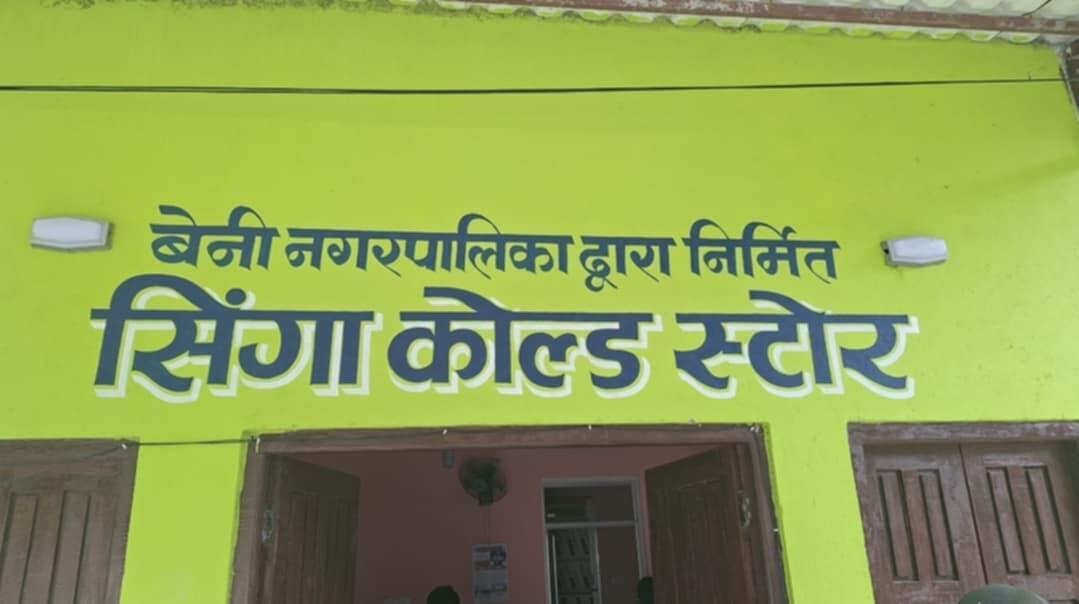 बेनी नगरपालिका द्वारा निर्मित
सिंगा कोल्ड स्टोर